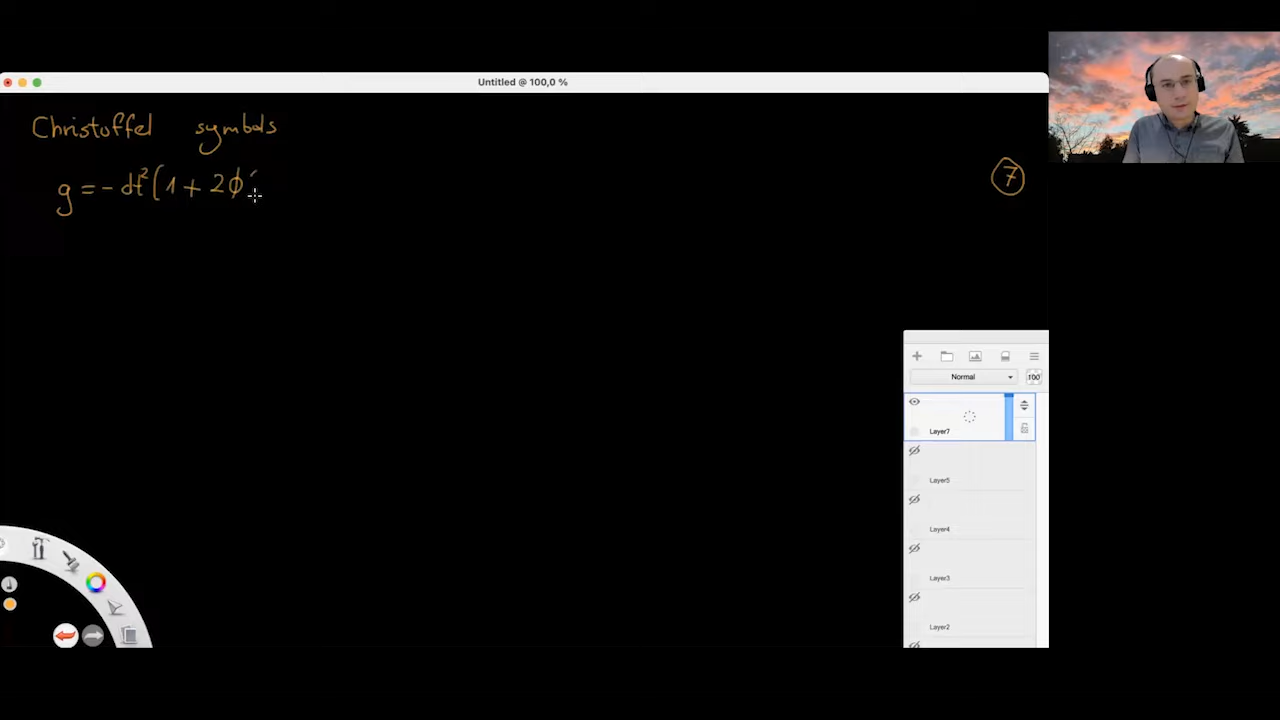 Untitled @ 100,0 %
Christoffel symbols
g = - dt² ( 1 + 2ϕ
7
Normal
100
Layer7
Layer5
Layer4
Layer3
Layer2